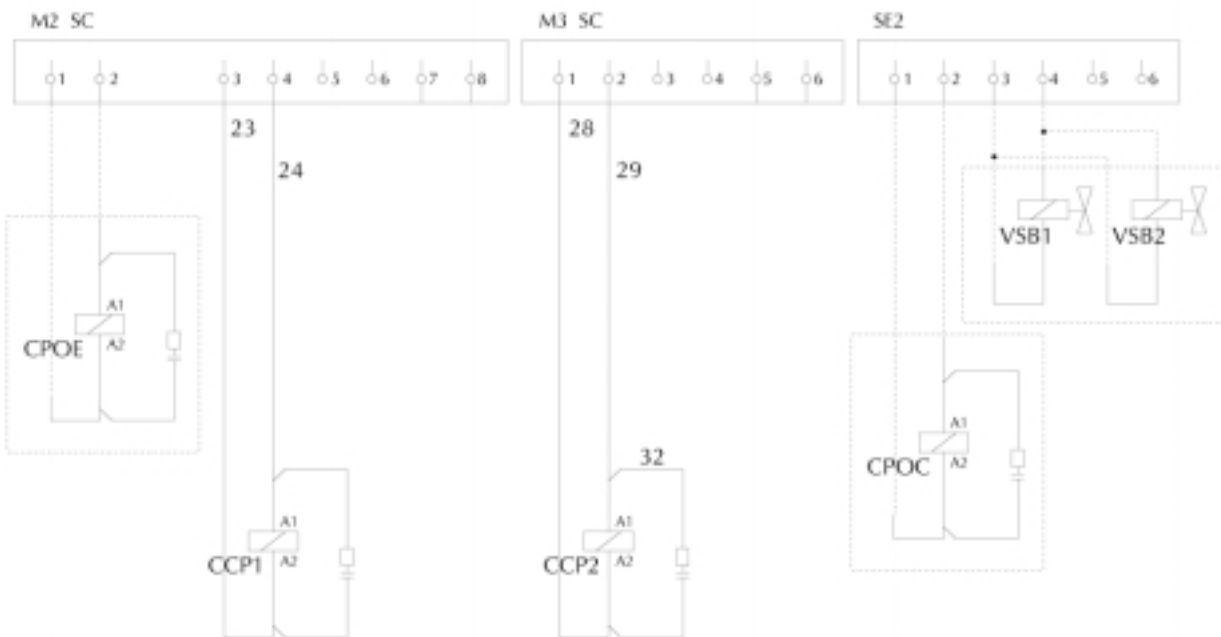 M2 SC
M3 SC
SE2
1 2 3 4 5 6 7 8
1 2 3 4 5 6
1 2 3 4 5 6
23
28
24
29
VSB1
VSB2
A1
CPOE
A2
32
A1
CPOC
A2
A1
CCP1
A2
A1
CCP2
A2